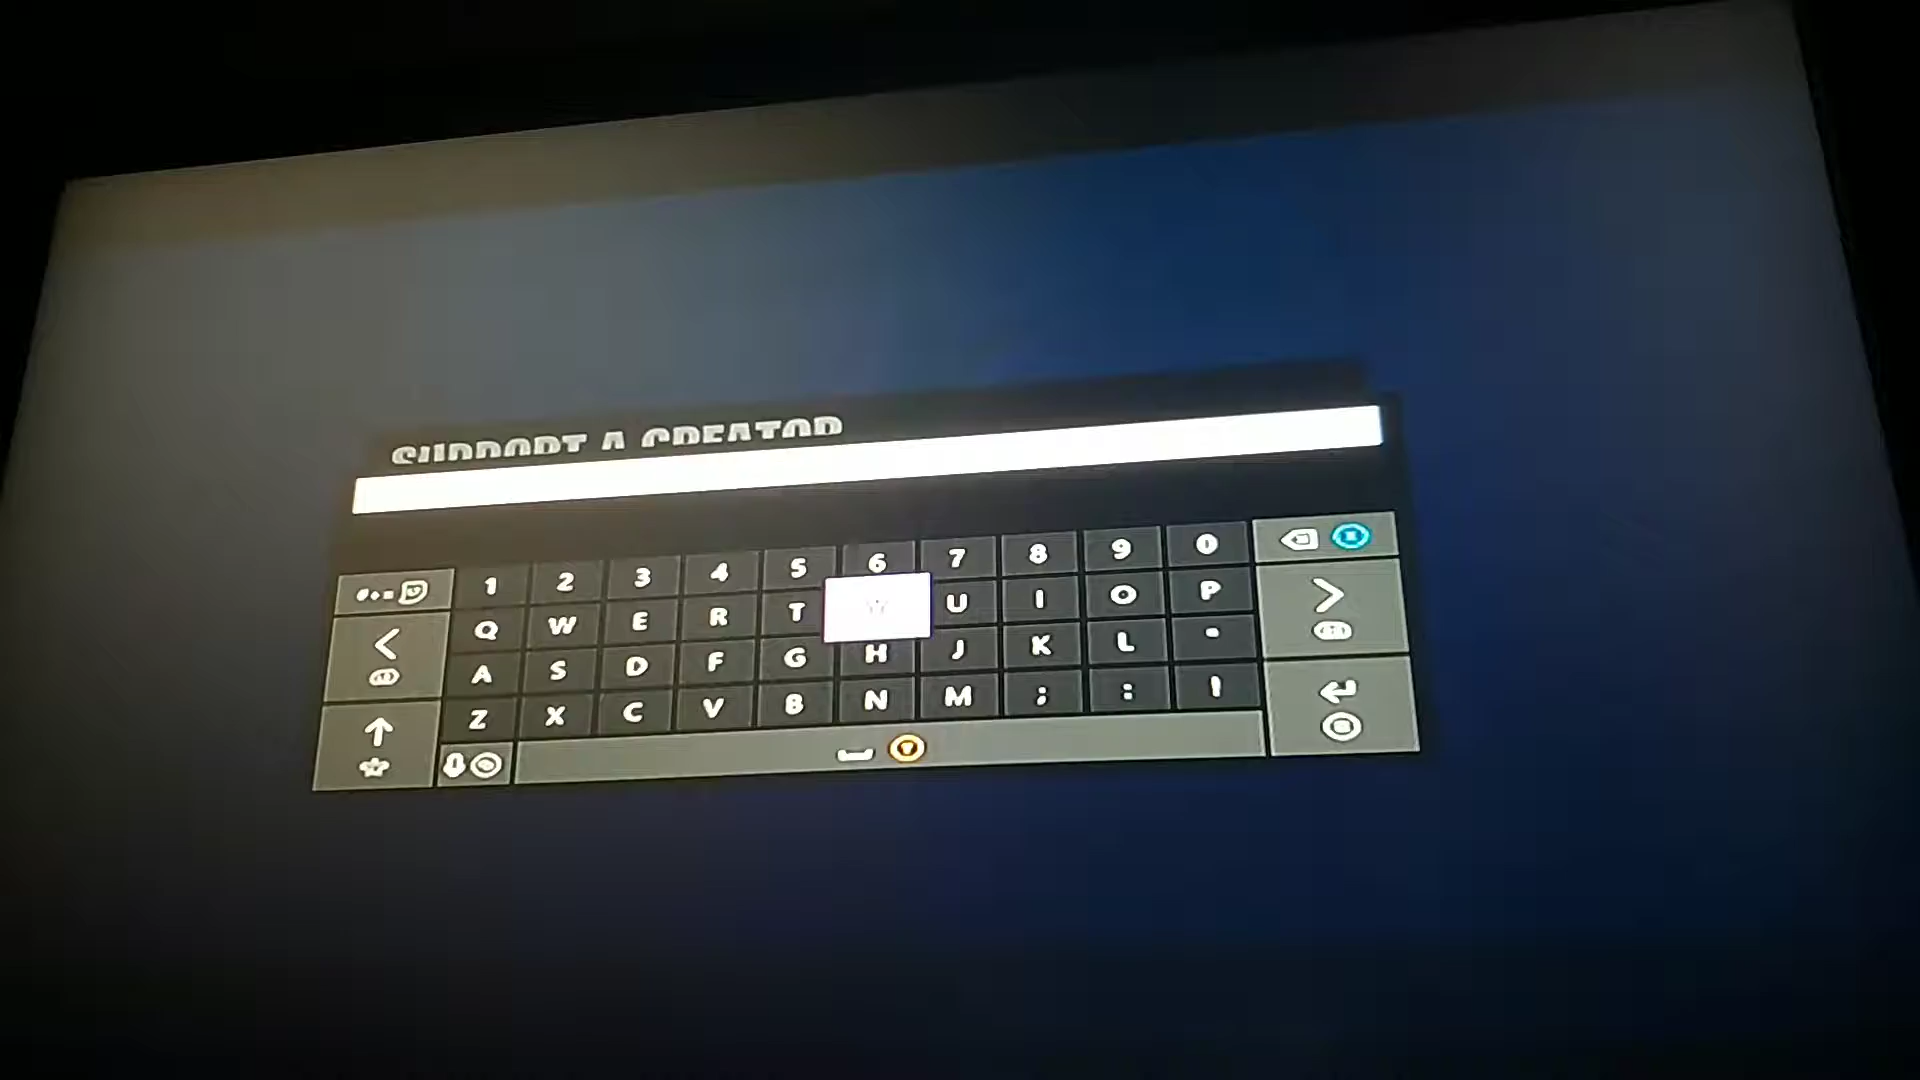 SUPPORT A CREATOR
1 2 3 4 5 6 7 8 9 0
Q W E R T U I O P
A S D F G H J K L
Z X C V B N M ; : !